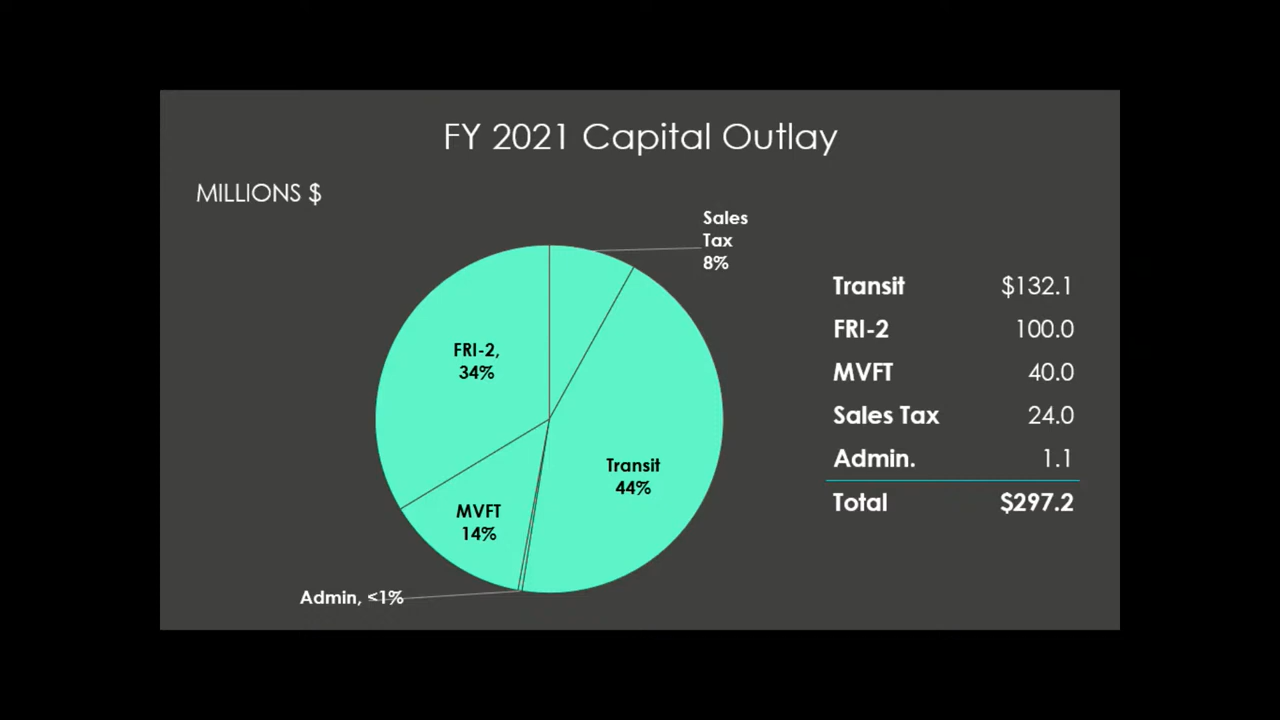 FY 2021 Capital Outlay
MILLIONS $
Sales
Tax
8%
FRI-2,
34%
Transit
44%
MVFT
14%
Admin, <1%
Transit $132.1
FRI-2 100.0
MVFT 40.0
Sales Tax 24.0
Admin. 1.1
Total $297.2